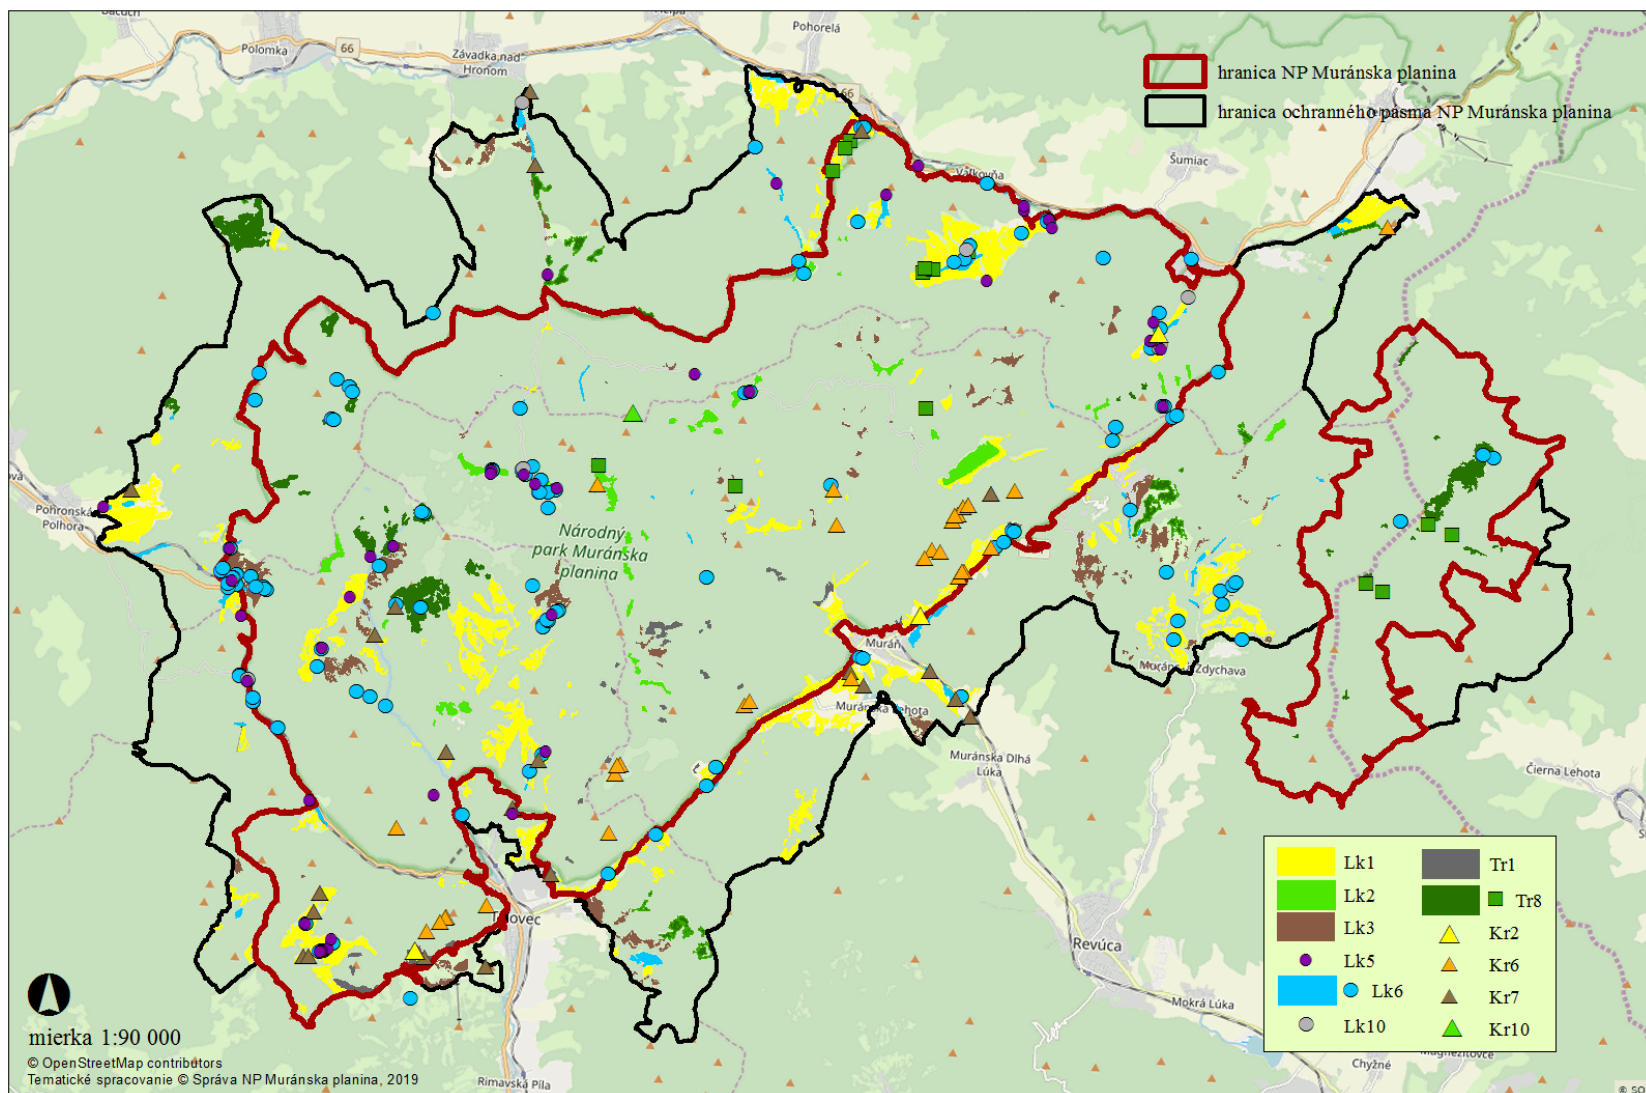 Polomka
66
Závadka nad
Hronom
Pohorelá
66
hranica NP Muránska planina
hranica ochranného pásma NP Muránska planina
Šumiac
Vaľkovňa
Pohronská
Polhora
Národný
park Muránska
planina
Muráň
Muránska Lehota
Zdychava
Muránska Dlhá
Lúka
Čierna Lehota
Revúca
Mokrá Lúka
Chyžné
Rimavská Píla
Lk1
Lk2
Lk3
Lk5
Lk6
Lk10
Tr1
Tr8
Kr2
Kr6
Kr7
Kr10
mierka 1:90 000
© OpenStreetMap contributors
Tematické spracovanie © Správa NP Muránska planina, 2019